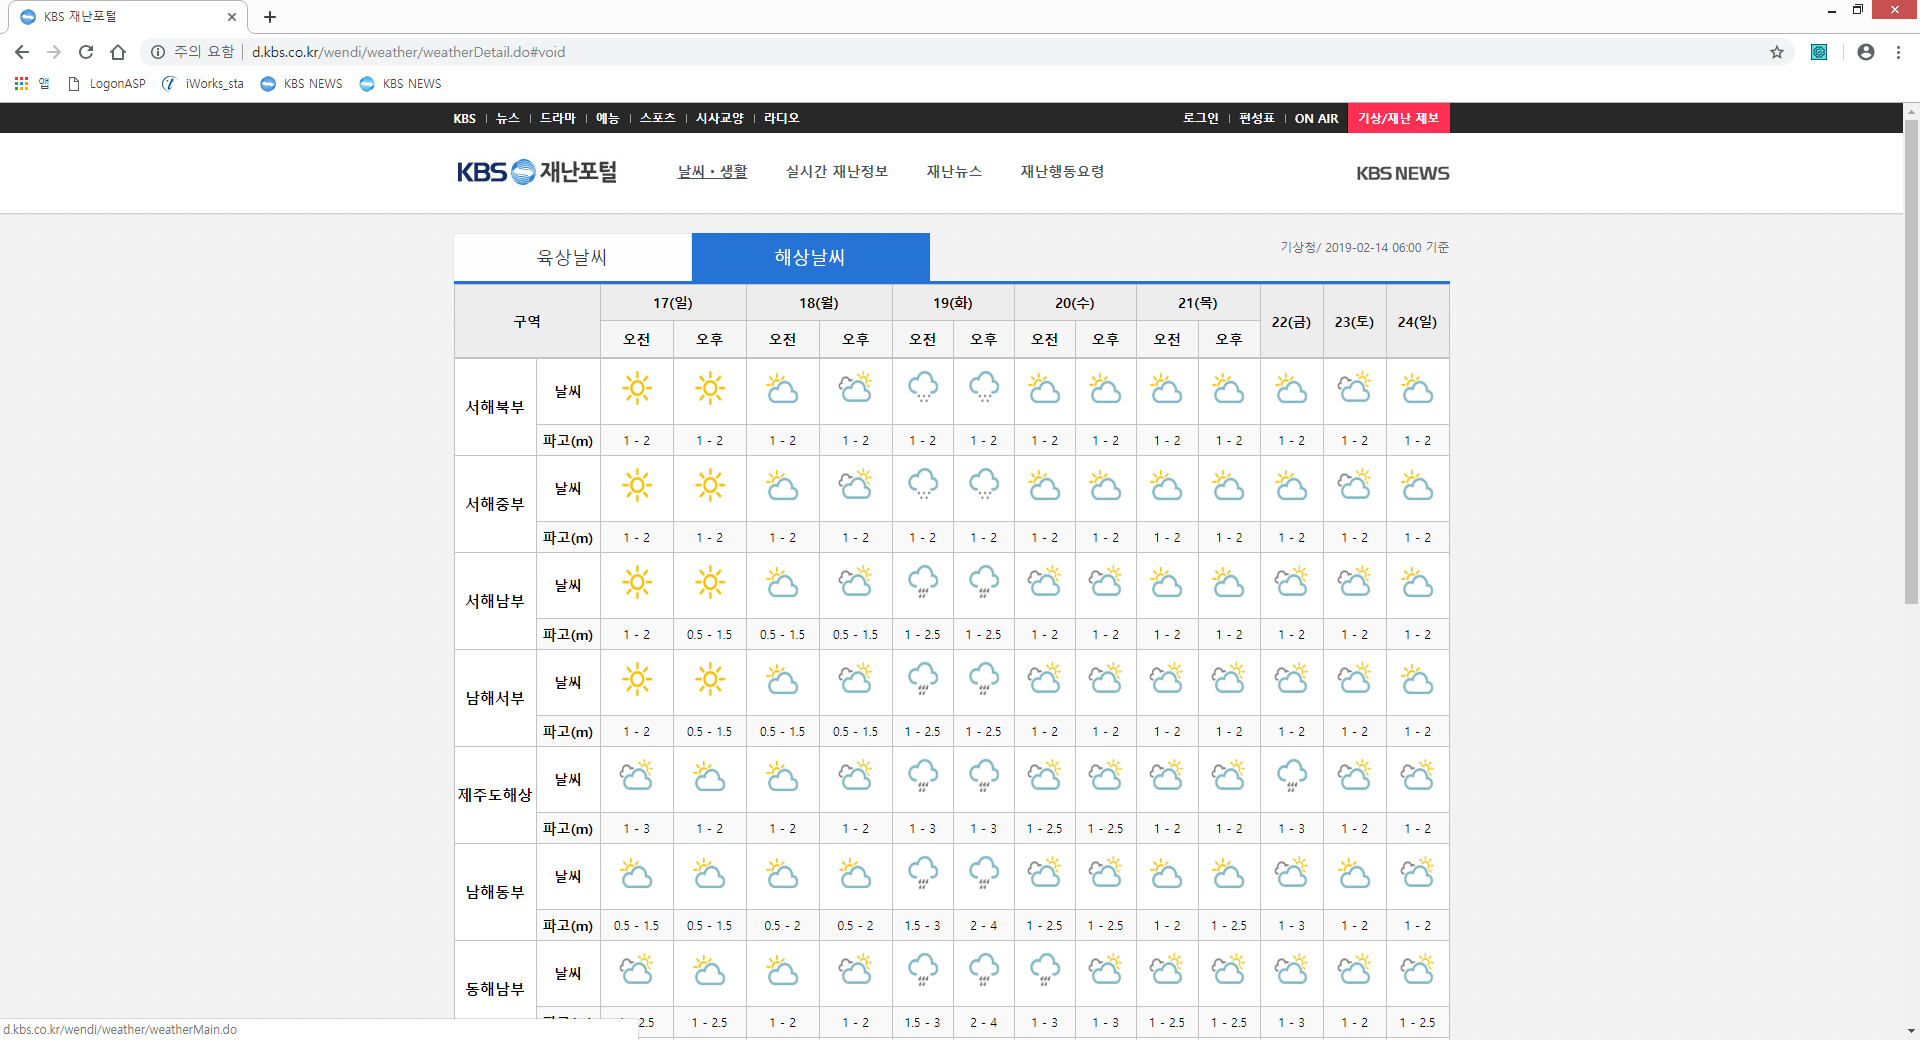 KBS 재난포털
주의 요함 | d.kbs.co.kr/wendi/weather/weatherDetail.do#void
앱 LogonASP iWorks_sta KBS NEWS KBS NEWS
KBS | 뉴스 | 드라마 | 예능 | 스포츠 | 시사교양 | 라디오 로그인 | 편성표 | ON AIR 기상/재난 제보
KBS 재난포털 날씨・생활 실시간 재난정보 재난뉴스 재난행동요령 KBS NEWS
육상날씨 해상날씨 기상청/ 2019-02-14 06:00 기준
구역 17(일) 18(월) 19(화) 20(수) 21(목) 22(금) 23(토) 24(일)
오전 오후 오전 오후 오전 오후 오전 오후 오전 오후
서해북부 날씨
파고(m) 1 - 2 1 - 2 1 - 2 1 - 2 1 - 2 1 - 2 1 - 2 1 - 2 1 - 2 1 - 2 1 - 2 1 - 2 1 - 2
서해중부 날씨
파고(m) 1 - 2 1 - 2 1 - 2 1 - 2 1 - 2 1 - 2 1 - 2 1 - 2 1 - 2 1 - 2 1 - 2 1 - 2 1 - 2
서해남부 날씨
파고(m) 1 - 2 0.5 - 1.5 0.5 - 1.5 0.5 - 1.5 1 - 2.5 1 - 2.5 1 - 2 1 - 2 1 - 2 1 - 2 1 - 2 1 - 2 1 - 2
남해서부 날씨
파고(m) 1 - 2 0.5 - 1.5 0.5 - 1.5 0.5 - 1.5 1 - 2.5 1 - 2.5 1 - 2 1 - 2 1 - 2 1 - 2 1 - 2 1 - 2 1 - 2
제주도해상 날씨
파고(m) 1 - 3 1 - 2 1 - 2 1 - 2 1 - 3 1 - 3 1 - 2.5 1 - 2.5 1 - 2 1 - 2 1 - 3 1 - 2 1 - 2
남해동부 날씨
파고(m) 0.5 - 1.5 0.5 - 1.5 0.5 - 2 0.5 - 2 1.5 - 3 2 - 4 1 - 2.5 1 - 2.5 1 - 2 1 - 2.5 1 - 3 1 - 2 1 - 2
동해남부 날씨
2.5 1 - 2.5 1 - 2 1 - 2 1.5 - 3 2 - 4 1 - 3 1 - 3 1 - 2.5 1 - 2.5 1 - 3 1 - 2 1 - 2.5
d.kbs.co.kr/wendi/weather/weatherMain.do